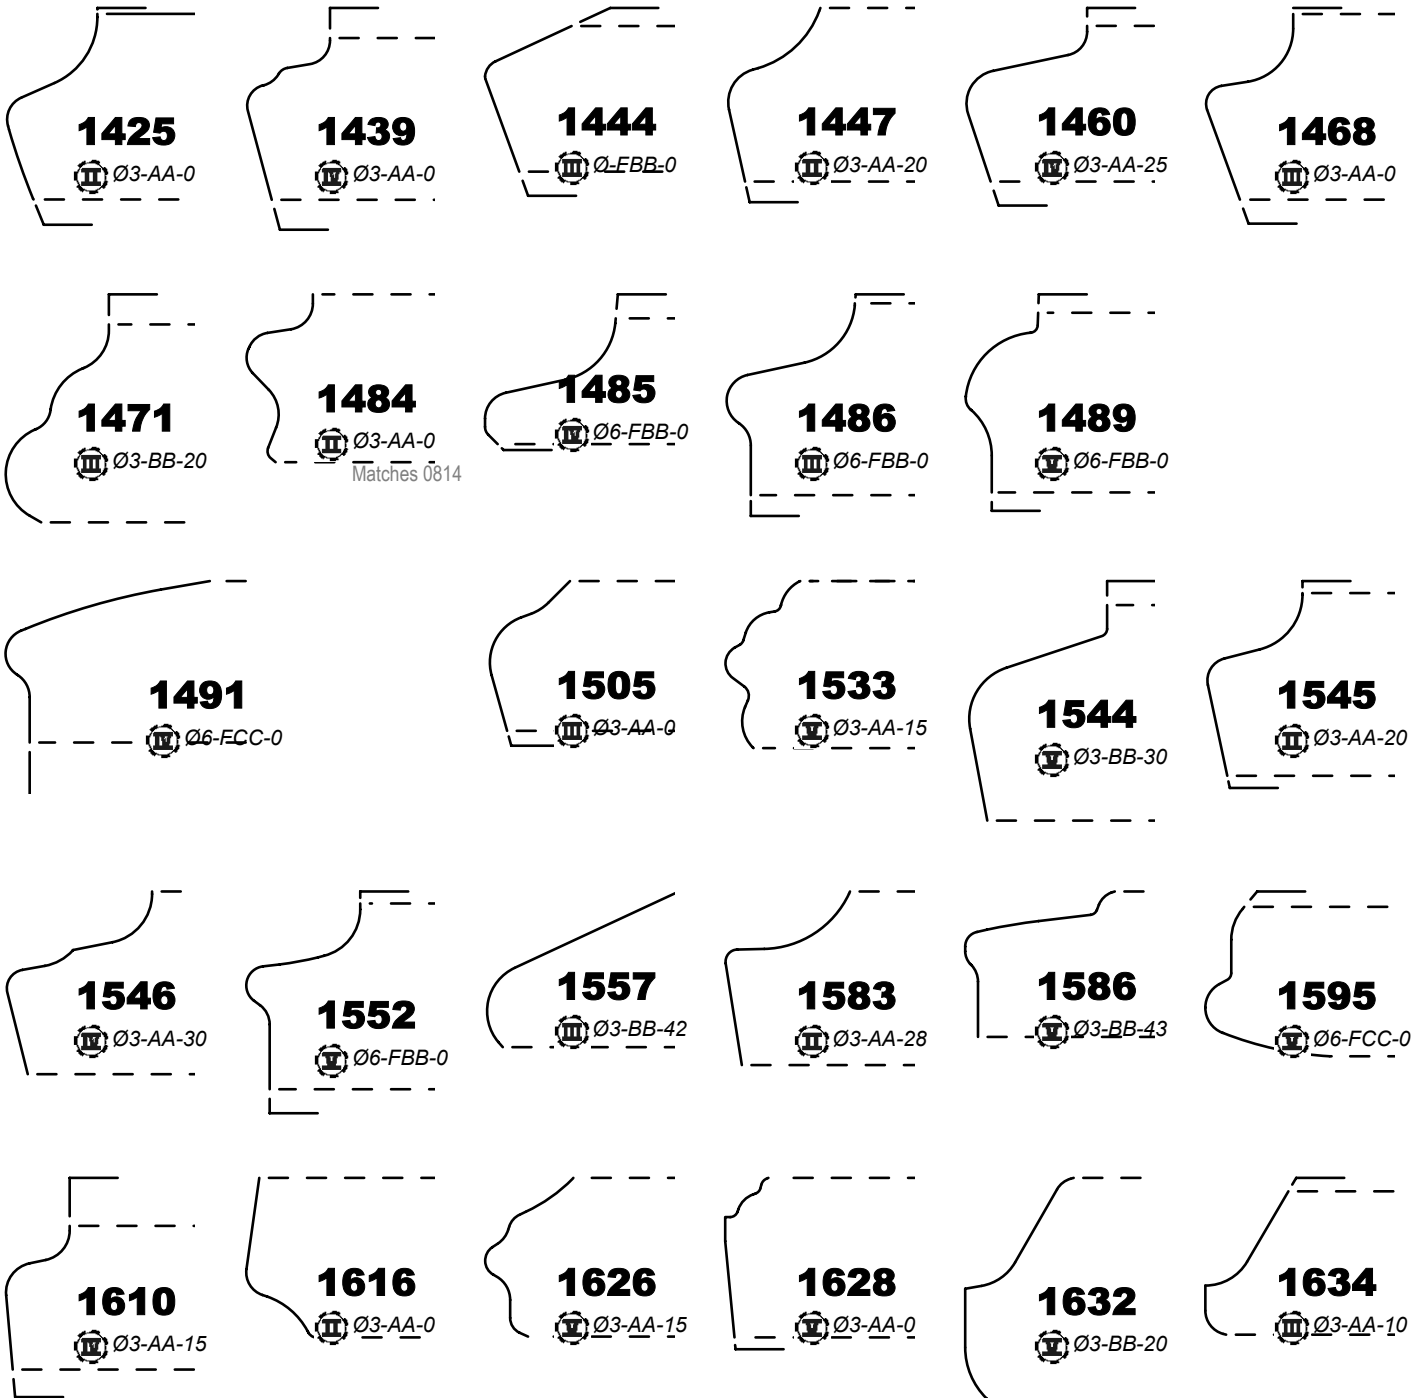 1425
II Ø3-AA-0
1439
IV Ø3-AA-0
1444
III Ø-FBB-0
1447
II Ø3-AA-20
1460
IV Ø3-AA-25
1468
III Ø3-AA-0
1471
III Ø3-BB-20
1484
II Ø3-AA-0
Matches 0814
1485
IV Ø6-FBB-0
1486
III Ø6-FBB-0
1489
V Ø6-FBB-0
1491
IV Ø6-FCC-0
1505
III Ø3-AA-0
1533
V Ø3-AA-15
1544
V Ø3-BB-30
1545
II Ø3-AA-20
1546
IV Ø3-AA-30
1552
V Ø6-FBB-0
1557
III Ø3-BB-42
1583
II Ø3-AA-28
1586
V Ø3-BB-43
1595
V Ø6-FCC-0
1610
IV Ø3-AA-15
1616
II Ø3-AA-0
1626
V Ø3-AA-15
1628
V Ø3-AA-0
1632
V Ø3-BB-20
1634
III Ø3-AA-10